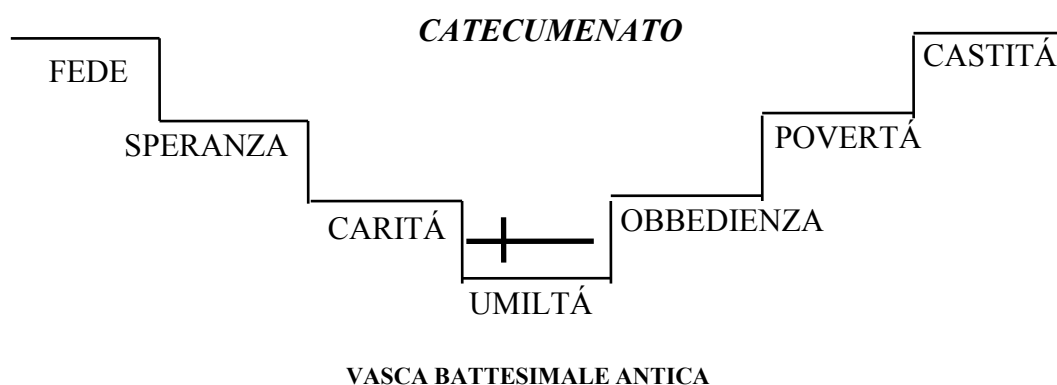 CATECUMENATO
FEDE
CASTITÁ
SPERANZA
POVERTÁ
CARITÁ
OBBEDIENZA
UMILTÁ
VASCA BATTESIMALE ANTICA